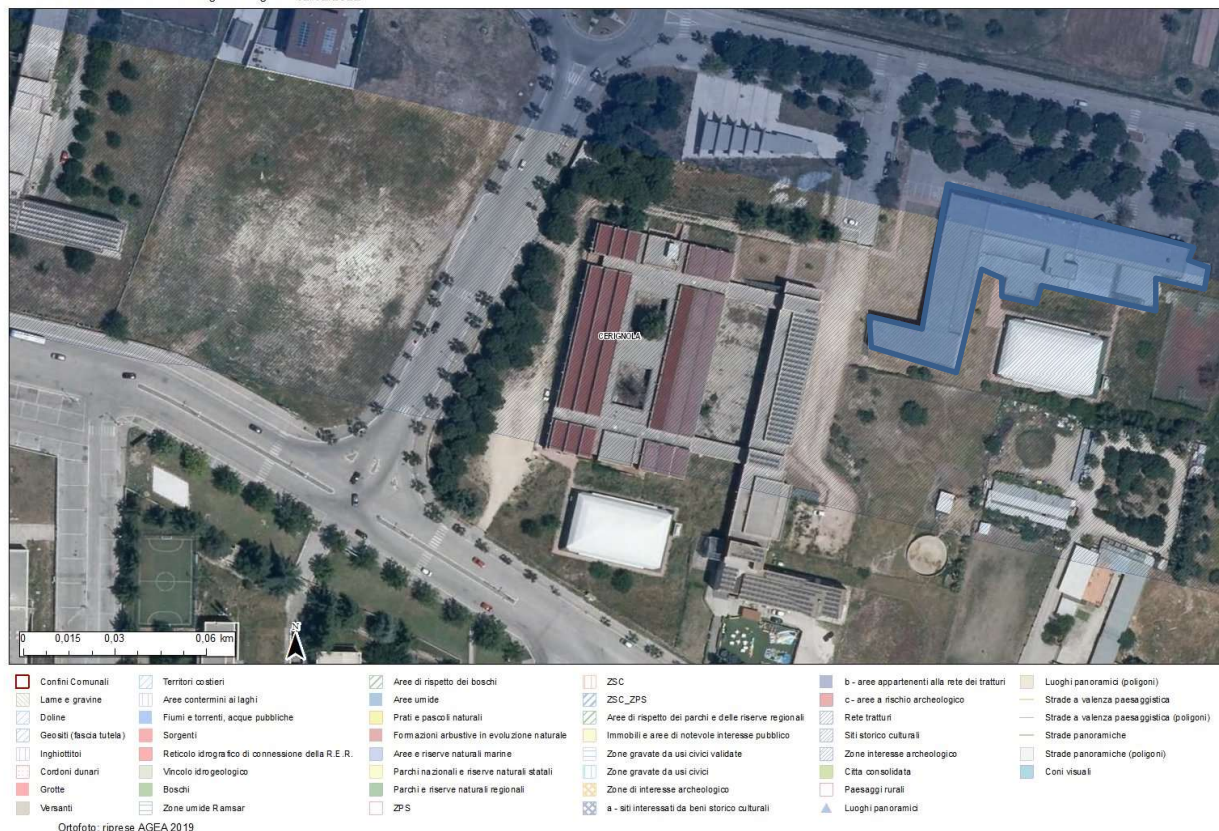 CERIGNOLA
N
0 0,015 0,03 0,06 km
Confini Comunali
Lame e gravine
Doline
Geositi (fascia tutela)
Inghiottitoi
Cordoni dunari
Grotte
Versanti
Territori costieri
Aree contermini ai laghi
Fiumi e torrenti, acque pubbliche
Sorgenti
Reticolo idrografico di connessione della R.E.R.
Vincolo idrogeologico
Boschi
Zone umide Ramsar
Aree di rispetto dei boschi
Aree umide
Prati e pascoli naturali
Formazioni arbustive in evoluzione naturale
Aree e riserve naturali marine
Parchi nazionali e riserve naturali statali
Parchi e riserve naturali regionali
ZPS
ZSC
ZSC_ZPS
Aree di rispetto dei parchi e delle riserve regionali
Immobili e aree di notevole interesse pubblico
Zone gravate da usi civici validate
Zone gravate da usi civici
Zone di interesse archeologico
a - siti interessati da beni storico culturali
b - aree appartenenti alla rete dei tratturi
c - aree a rischio archeologico
Rete tratturi
Siti storico culturali
Zone interesse archeologico
Citta consolidata
Paesaggi rurali
Luoghi panoramici
Luoghi panoramici (poligoni)
Strade a valenza paesaggistica
Strade a valenza paesaggistica (poligoni)
Strade panoramiche
Strade panoramiche (poligoni)
Coni visuali
Ortofoto: riprese AGEA 2019